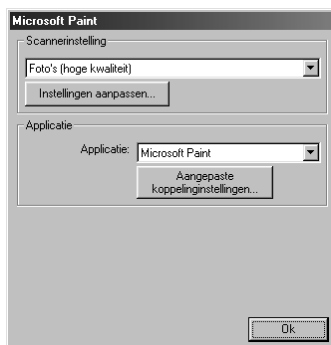 Microsoft Paint
Scannerinstelling
Foto's (hoge kwaliteit)
Instellingen aanpassen...
Applicatie
Applicatie: Microsoft Paint
Aangepaste
koppelinginstellingen...
Ok